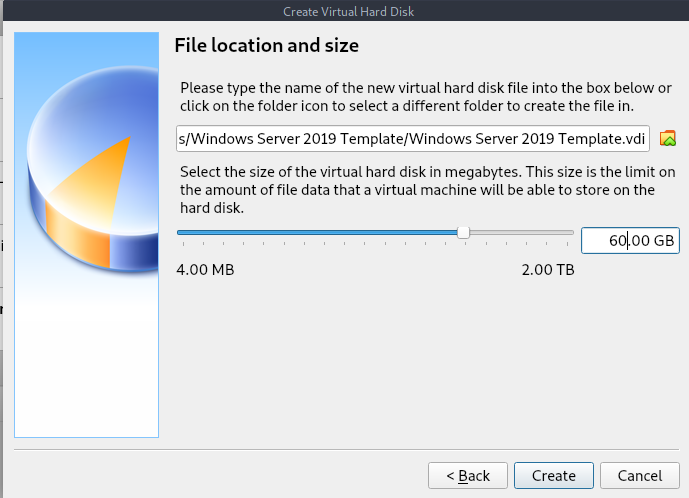 Create Virtual Hard Disk
File location and size
Please type the name of the new virtual hard disk file into the box below or
click on the folder icon to select a different folder to create the file in.
s/Windows Server 2019 Template/Windows Server 2019 Template.vdi
Select the size of the virtual hard disk in megabytes. This size is the limit on
the amount of file data that a virtual machine will be able to store on the
hard disk.
60.00 GB
4.00 MB 2.00 TB
< Back Create Cancel